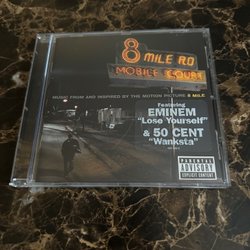 8 MILE RD
MOBILE COURT
MUSIC FROM AND INSPIRED BY THE MOTION PICTURE 8 MILE
Featuring
EMINEM
"Lose Yourself"
& 50 CENT
"Wanksta"
PARENTAL
ADVISORY
EXPLICIT CONTENT